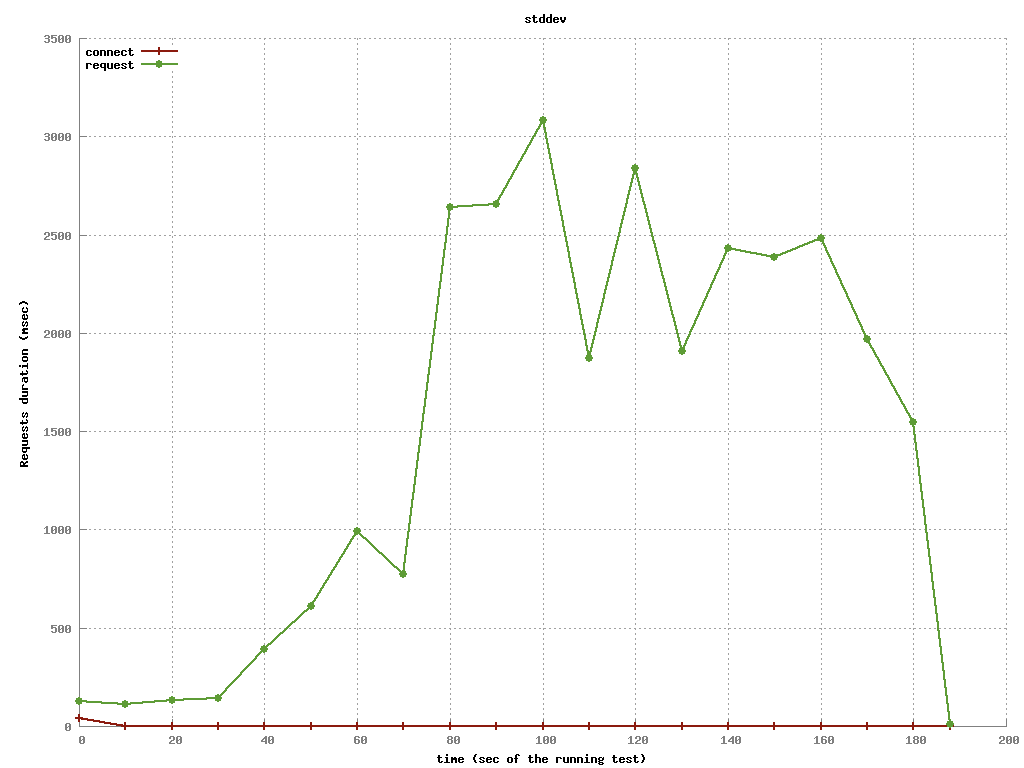 stddev
3500
connect
request
3000
2500
2000
1500
1000
500
0
Requests duration (msec)
0 20 40 60 80 100 120 140 160 180 200
time (sec of the running test)